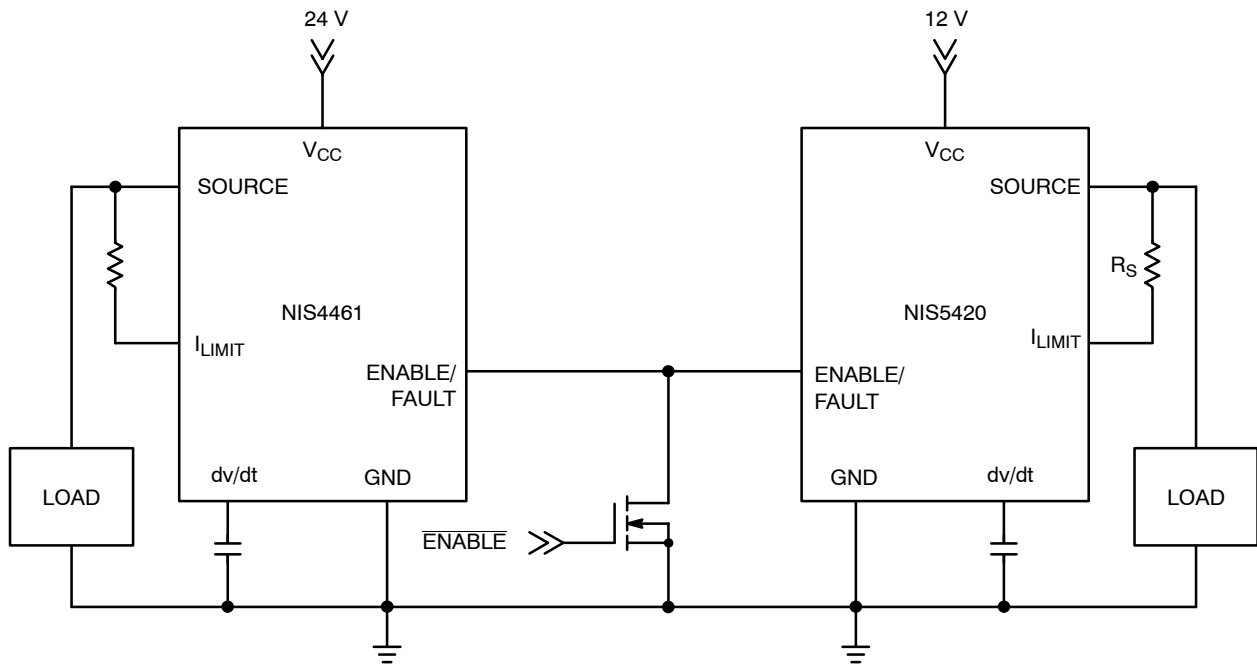 24 V
12 V
V_CC
V_CC
SOURCE
SOURCE
R_S
NIS4461
NIS5420
I_LIMIT
I_LIMIT
ENABLE/
FAULT
ENABLE/
FAULT
LOAD
dv/dt
GND
GND
dv/dt
LOAD
ENABLE